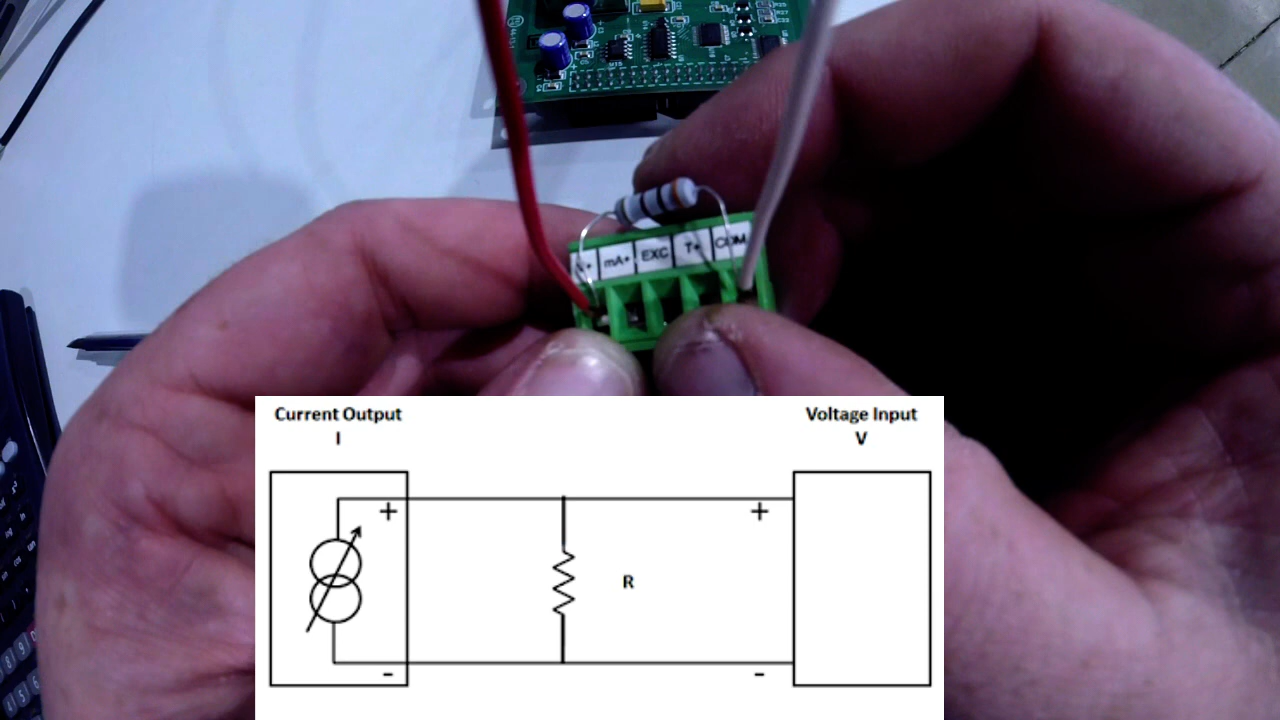 V+ mA+ EXC T+ COM
Current Output
I
Voltage Input
V
+
+
R
-
-